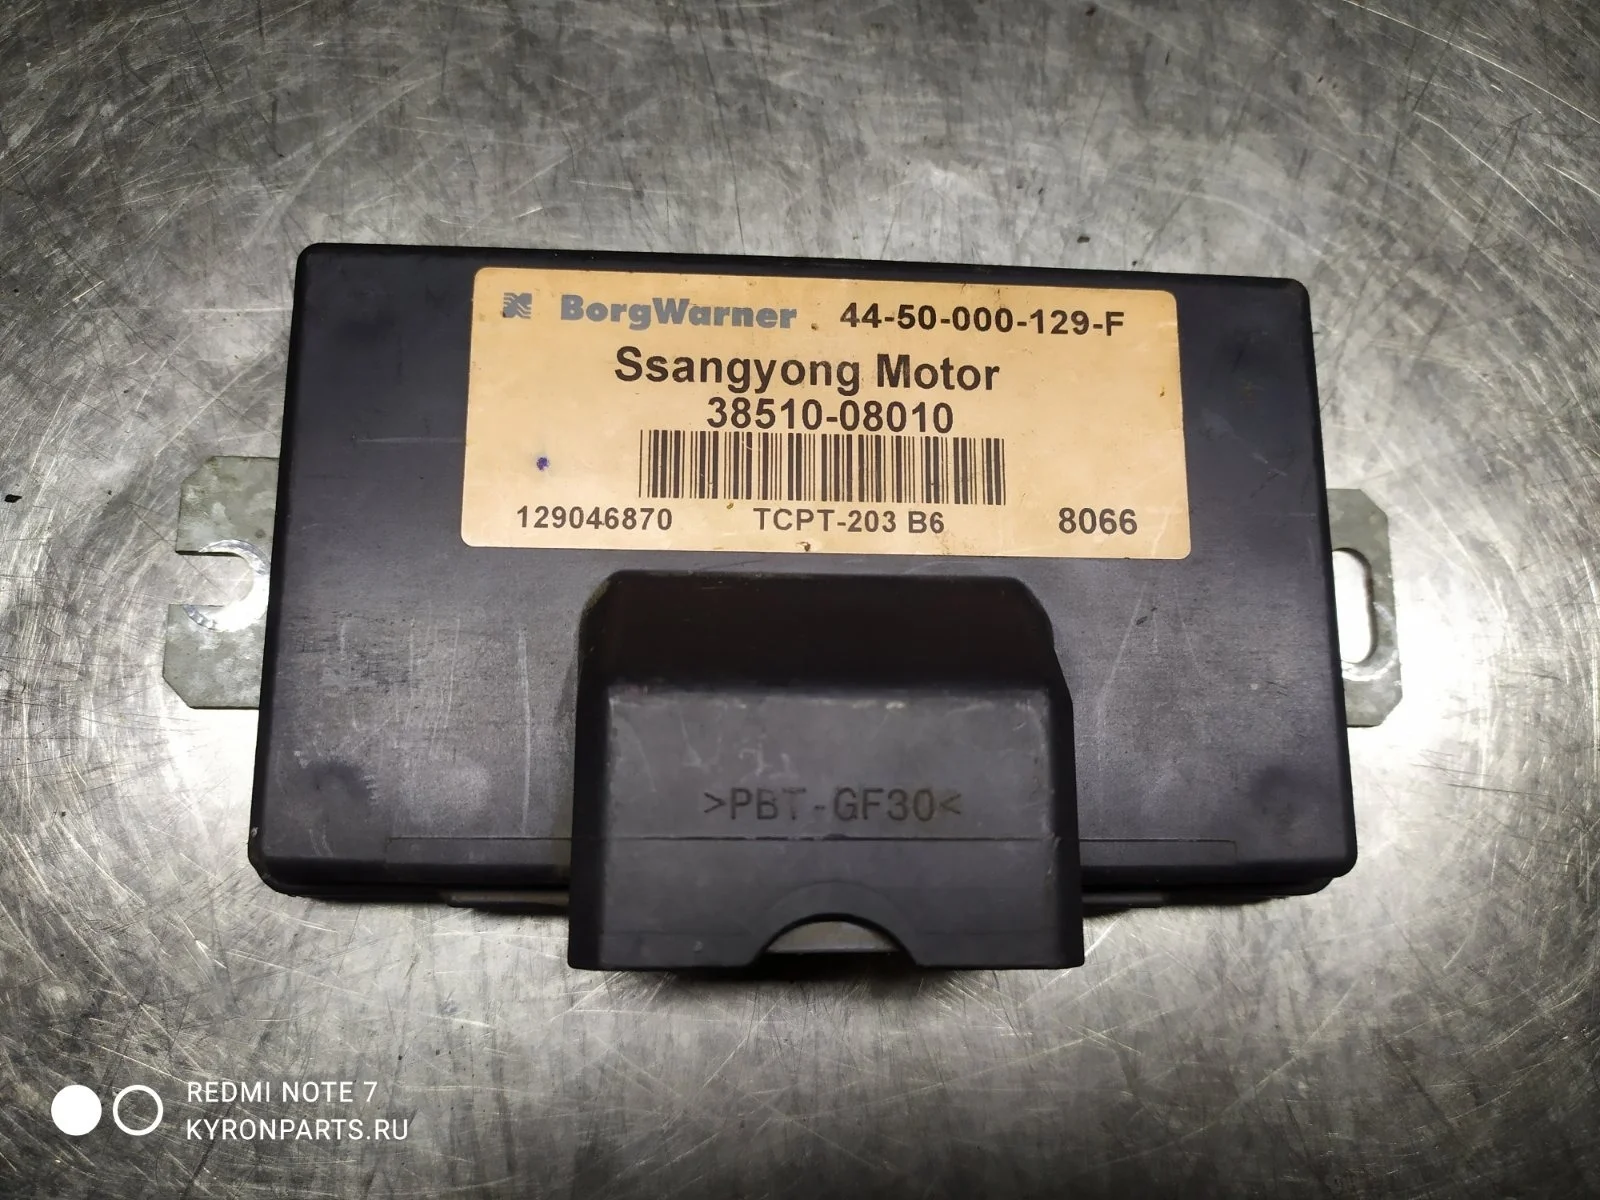 BorgWarner 44-50-000-129-F
Ssangyong Motor
38510-08010
129046870 TCPT-203 B6 8066
>PBT-GF30<
REDMI NOTE 7
KYRONPARTS.RU